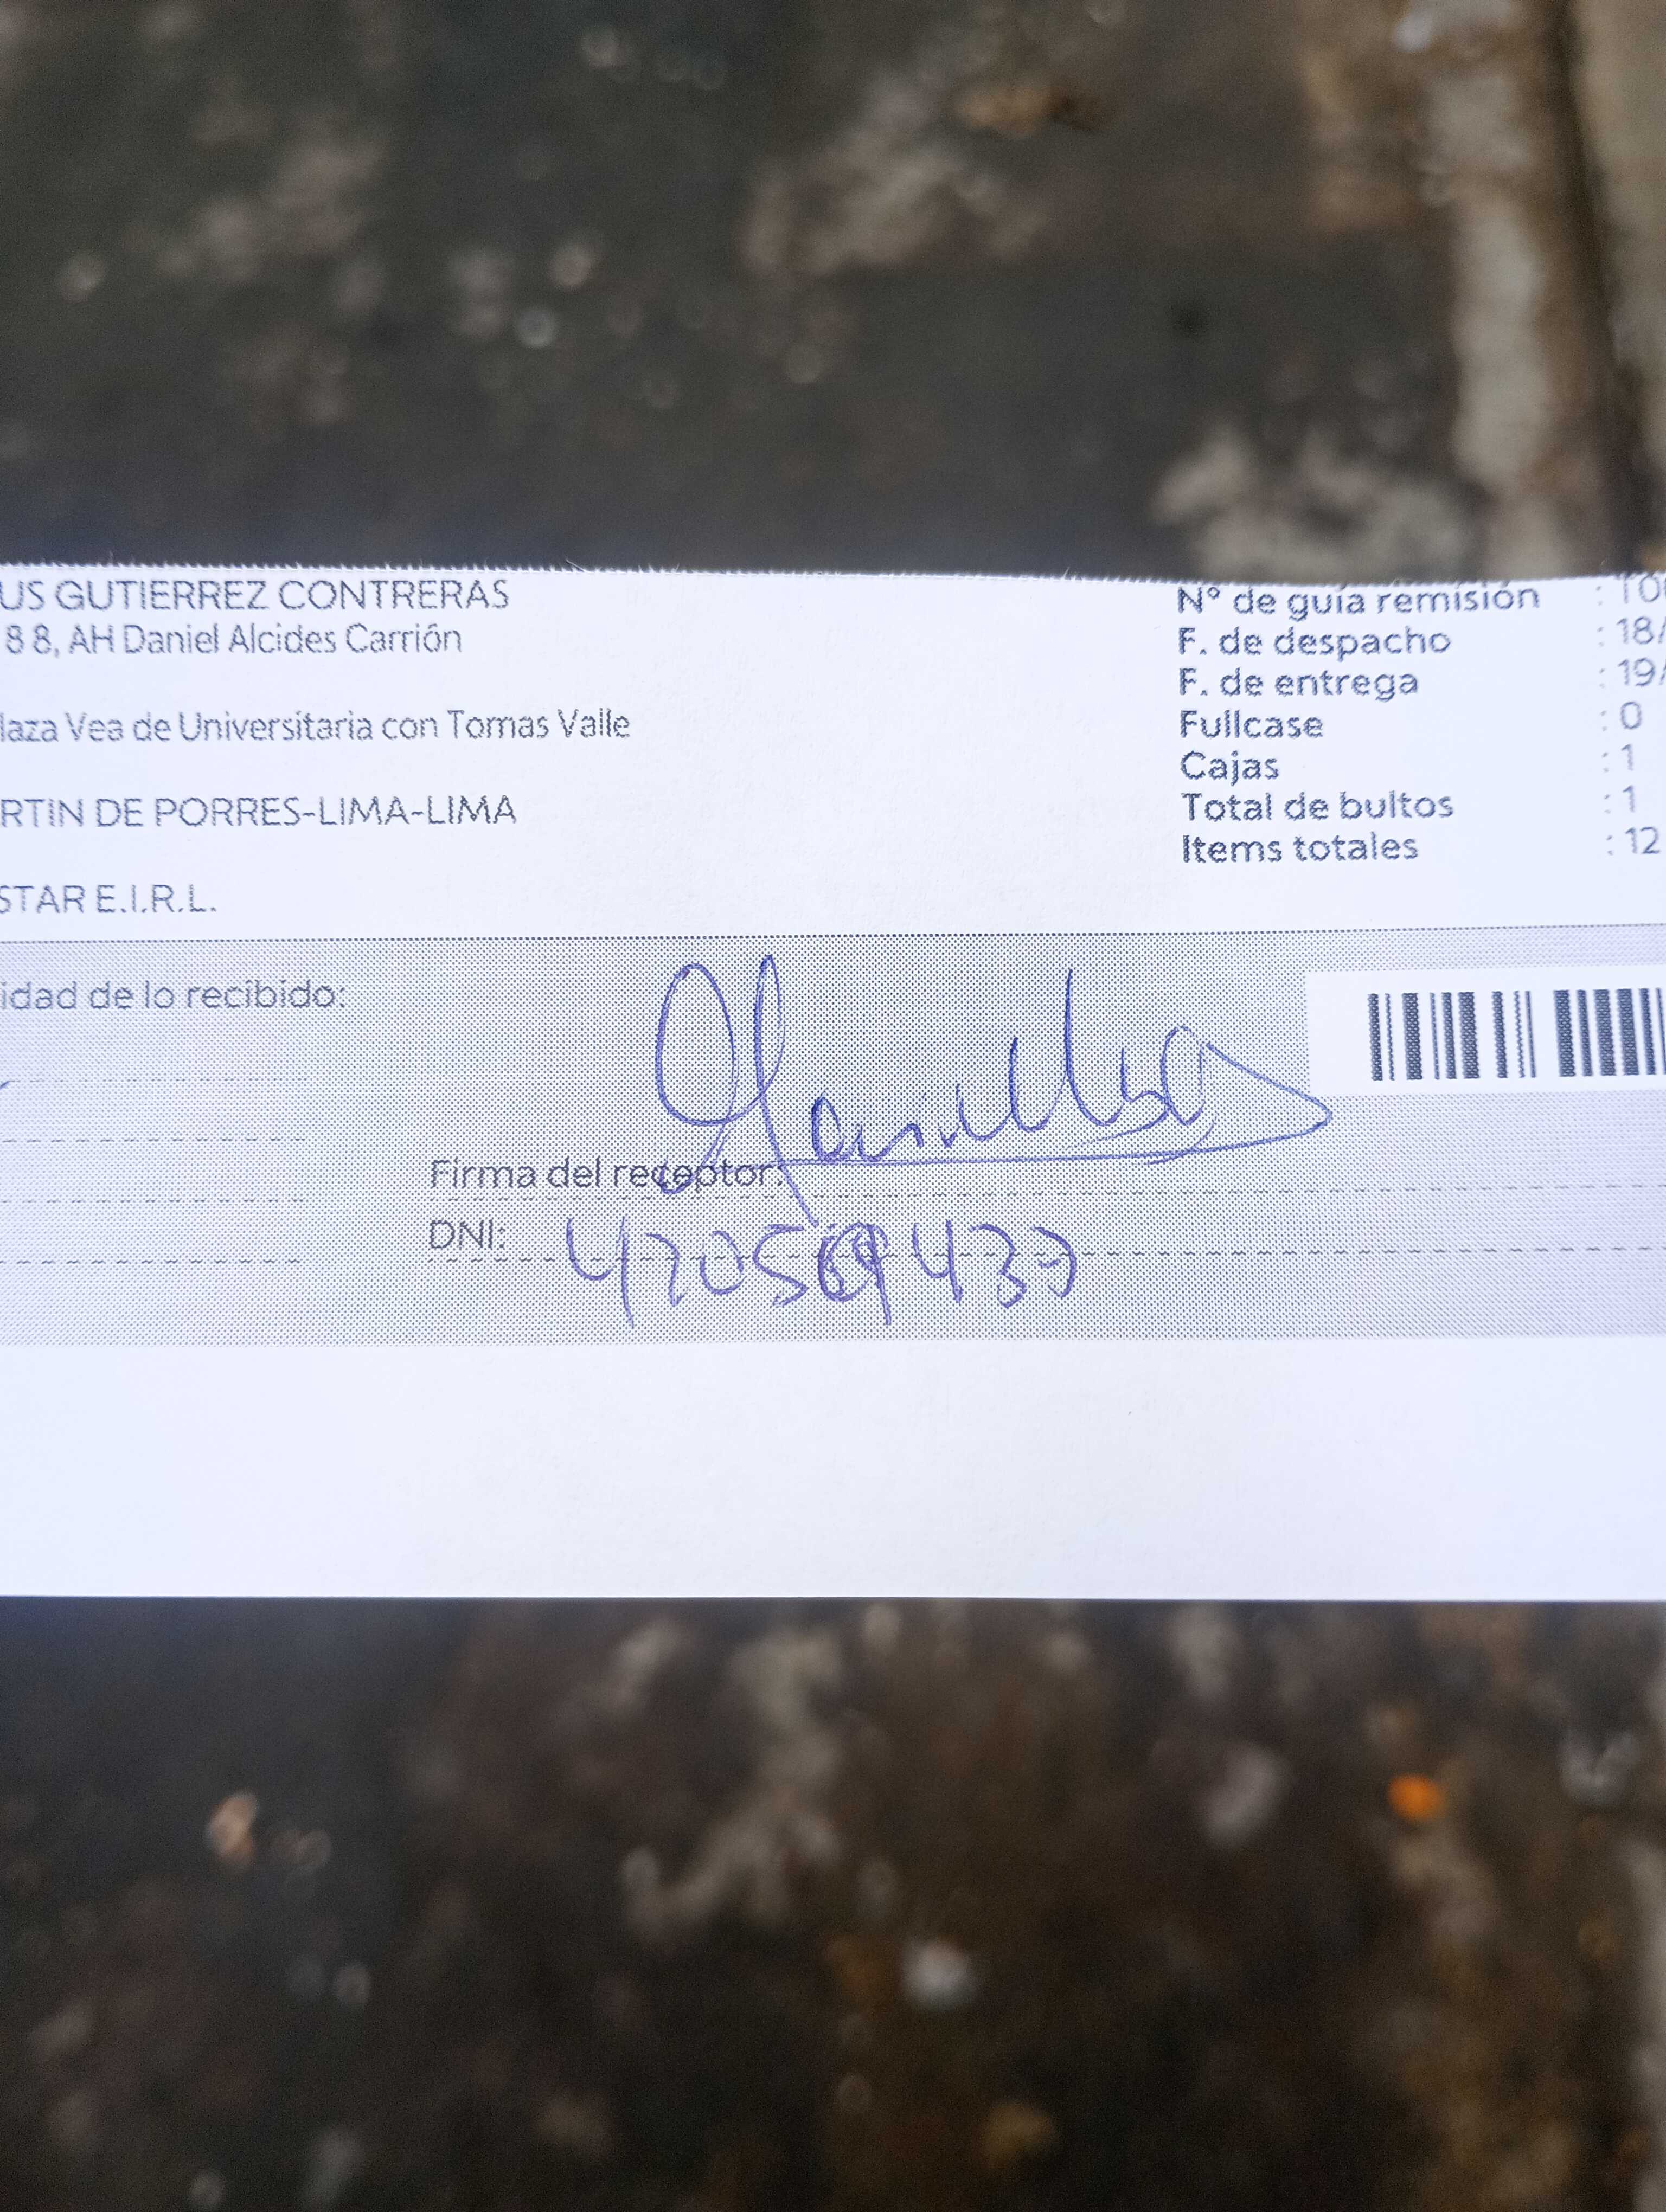 US GUTIERREZ CONTRERAS
8 8, AH Daniel Alcides Carrión
laza Vea de Universitaria con Tomas Valle
RTIN DE PORRES-LIMA-LIMA
STAR E.I.R.L.
N° de guía remisión : T0
F. de despacho : 18/
F. de entrega : 19/
Fullcase : 0
Cajas : 1
Total de bultos : 1
Items totales : 12
idad de lo recibido:
Firma del receptor:
DNI: